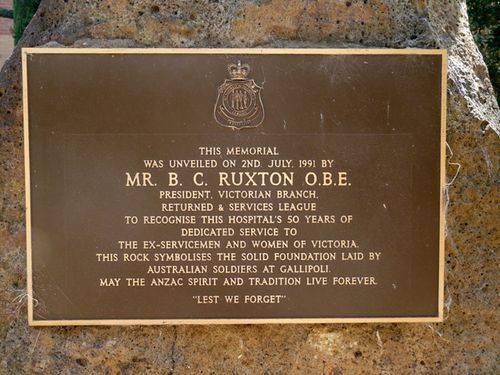 THIS MEMORIAL
WAS UNVEILED ON 2ND. JULY, 1991 BY
MR. B. C. RUXTON O.B.E.
PRESIDENT, VICTORIAN BRANCH,
RETURNED & SERVICES LEAGUE
TO RECOGNISE THIS HOSPITAL'S 50 YEARS OF
DEDICATED SERVICE TO
THE EX-SERVICEMEN AND WOMEN OF VICTORIA.
THIS ROCK SYMBOLISES THE SOLID FOUNDATION LAID BY
AUSTRALIAN SOLDIERS AT GALLIPOLI.
MAY THE ANZAC SPIRIT AND TRADITION LIVE FOREVER.
"LEST WE FORGET"